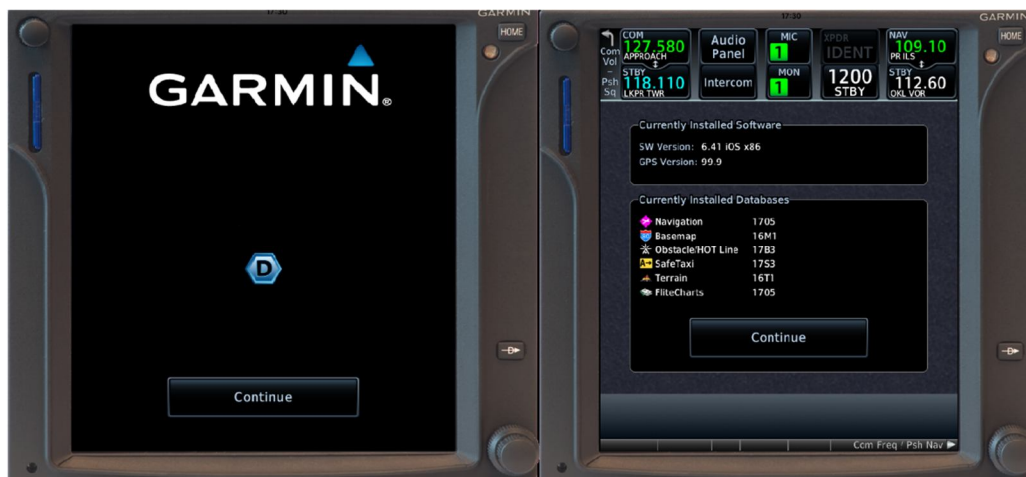 17:30
GARMIN
HOME
GARMIN®
D
Continue
17:30
GARMIN
HOME
Com
Vol
–
Psh
Sq
COM
127.580
APPROACH
STBY
118.110
LKPR TWR
Audio
Panel
Intercom
MIC
1
MON
1
XPDR
IDENT
1200
STBY
NAV
109.10
PR ILS
STBY
112.60
OKL VOR
Currently Installed Software
SW Version: 6.41 iOS x86
GPS Version: 99.9
Currently Installed Databases
Navigation 1705
Basemap 16M1
Obstacle/HOT Line 17B3
SafeTaxi 17S3
Terrain 16T1
FliteCharts 1705
Continue
Com Freq / Psh Nav